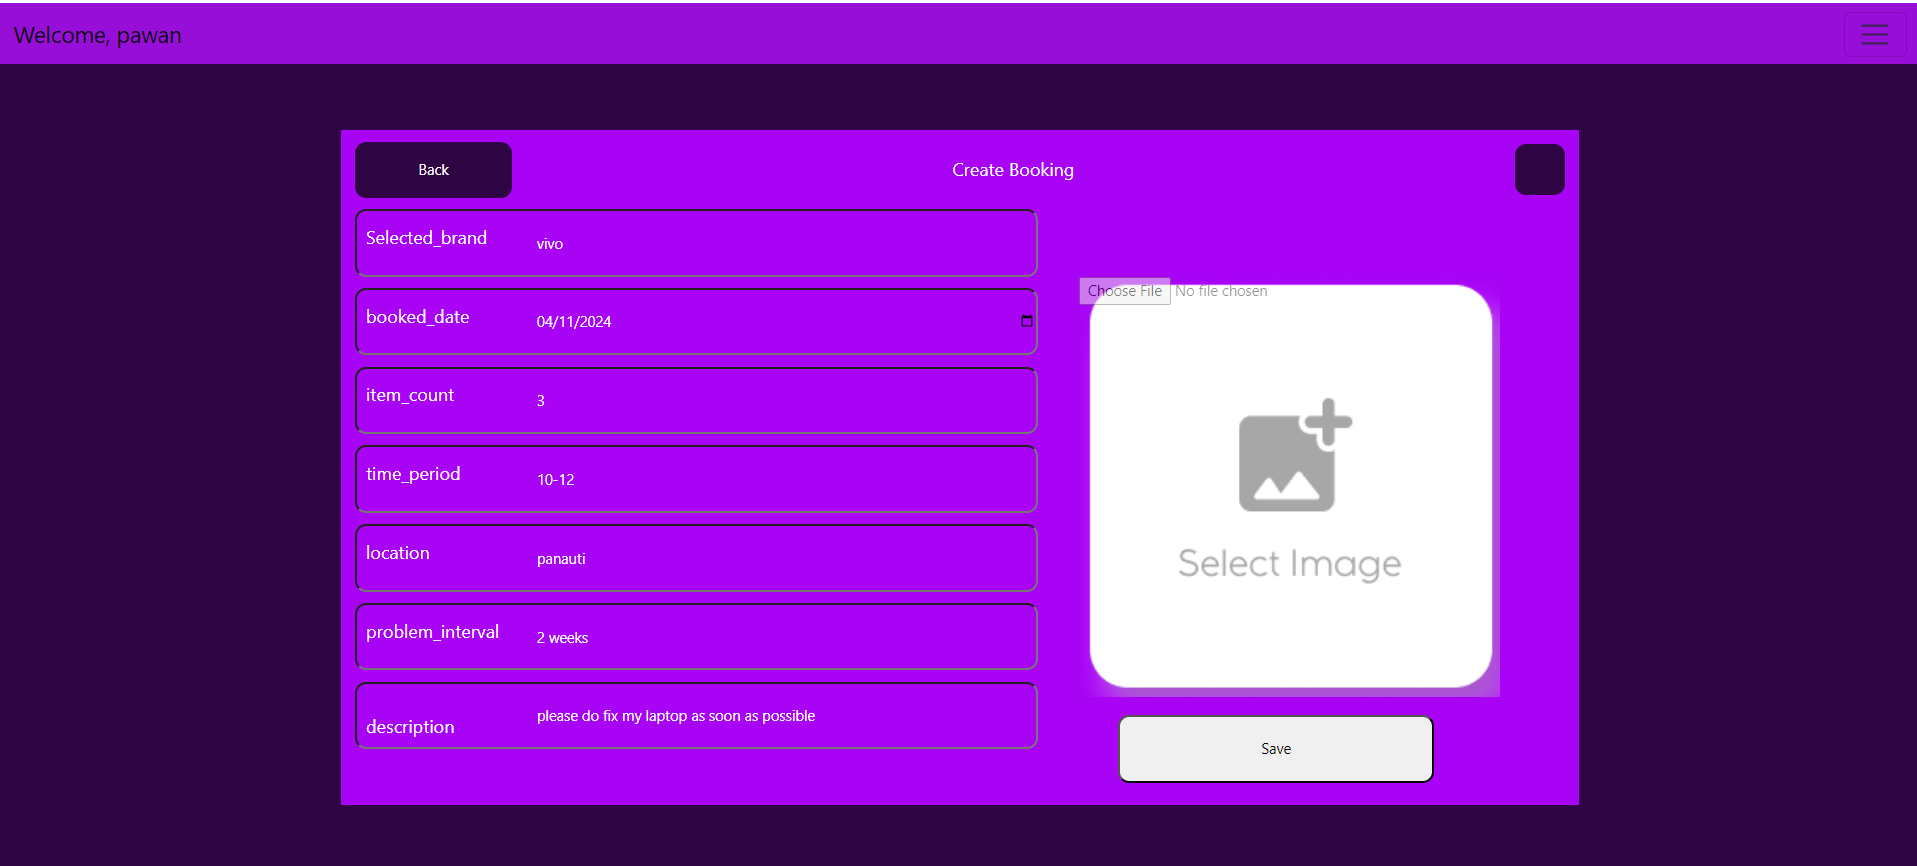 Welcome, pawan
Back
Create Booking
Selected_brand
vivo
booked_date
04/11/2024
item_count
3
time_period
10-12
location
panauti
problem_interval
2 weeks
description
please do fix my laptop as soon as possible
Choose File No file chosen
Select Image
Save